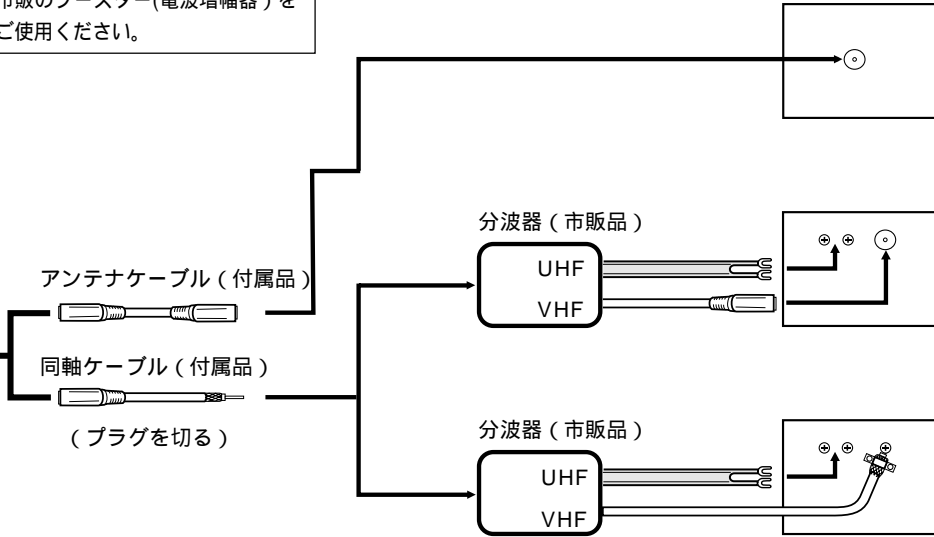 市販のブースター(電波増幅器)を
ご使用ください。
分波器(市販品)
UHF
VHF
アンテナケーブル(付属品)
同軸ケーブル(付属品)
(プラグを切る)
分波器(市販品)
UHF
VHF